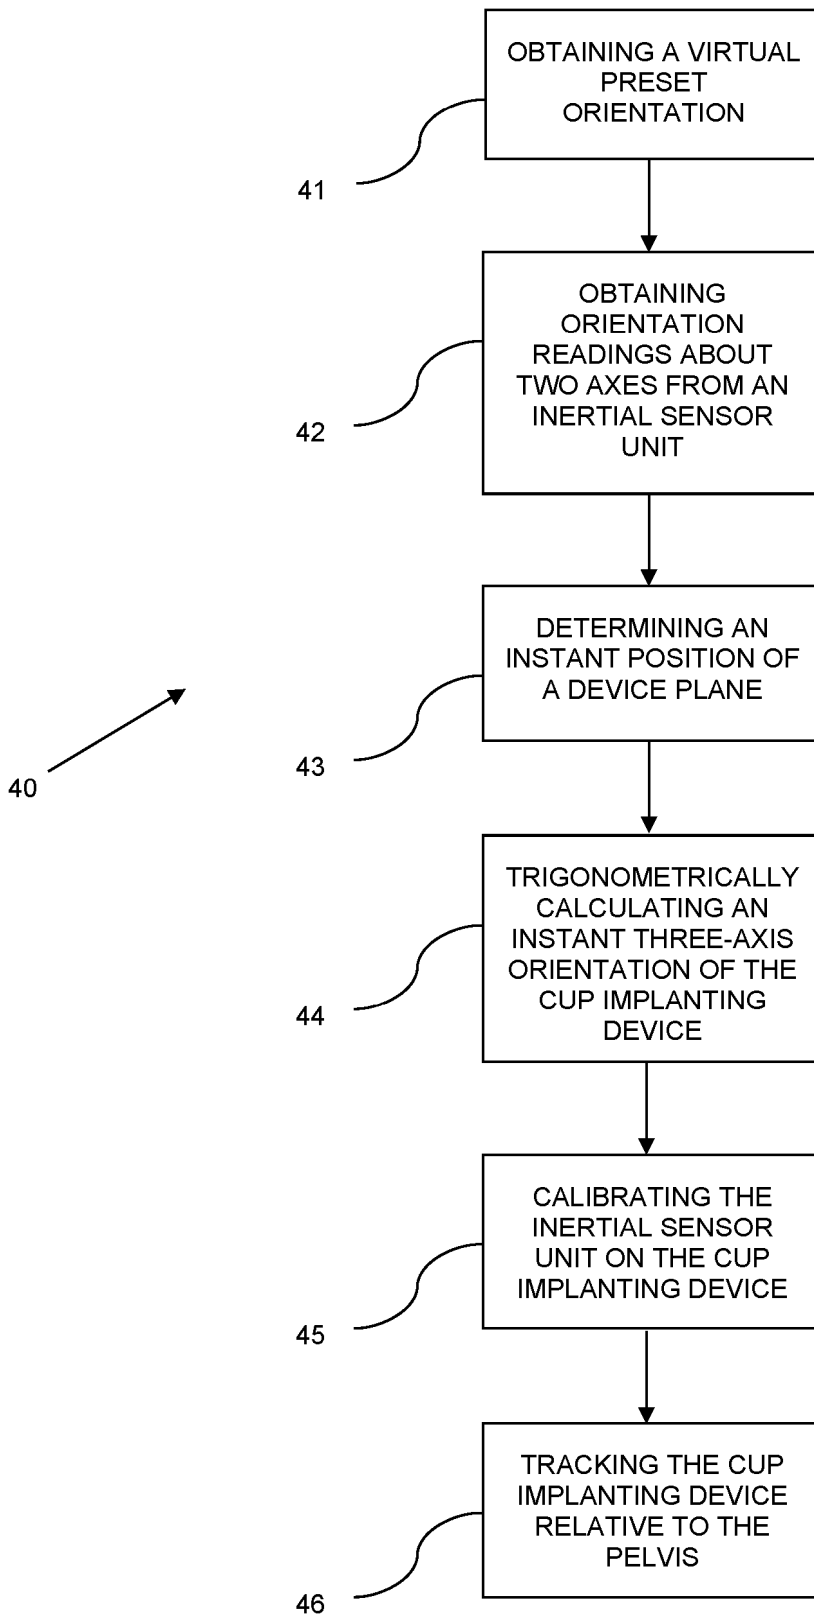 OBTAINING A VIRTUAL
PRESET
ORIENTATION
41
OBTAINING
ORIENTATION
READINGS ABOUT
TWO AXES FROM AN
INERTIAL SENSOR
UNIT
42
DETERMINING AN
INSTANT POSITION OF
A DEVICE PLANE
43
40
TRIGONOMETRICALLY
CALCULATING AN
INSTANT THREE-AXIS
ORIENTATION OF THE
CUP IMPLANTING
DEVICE
44
CALIBRATING THE
INERTIAL SENSOR
UNIT ON THE CUP
IMPLANTING DEVICE
45
TRACKING THE CUP
IMPLANTING DEVICE
RELATIVE TO THE
PELVIS
46